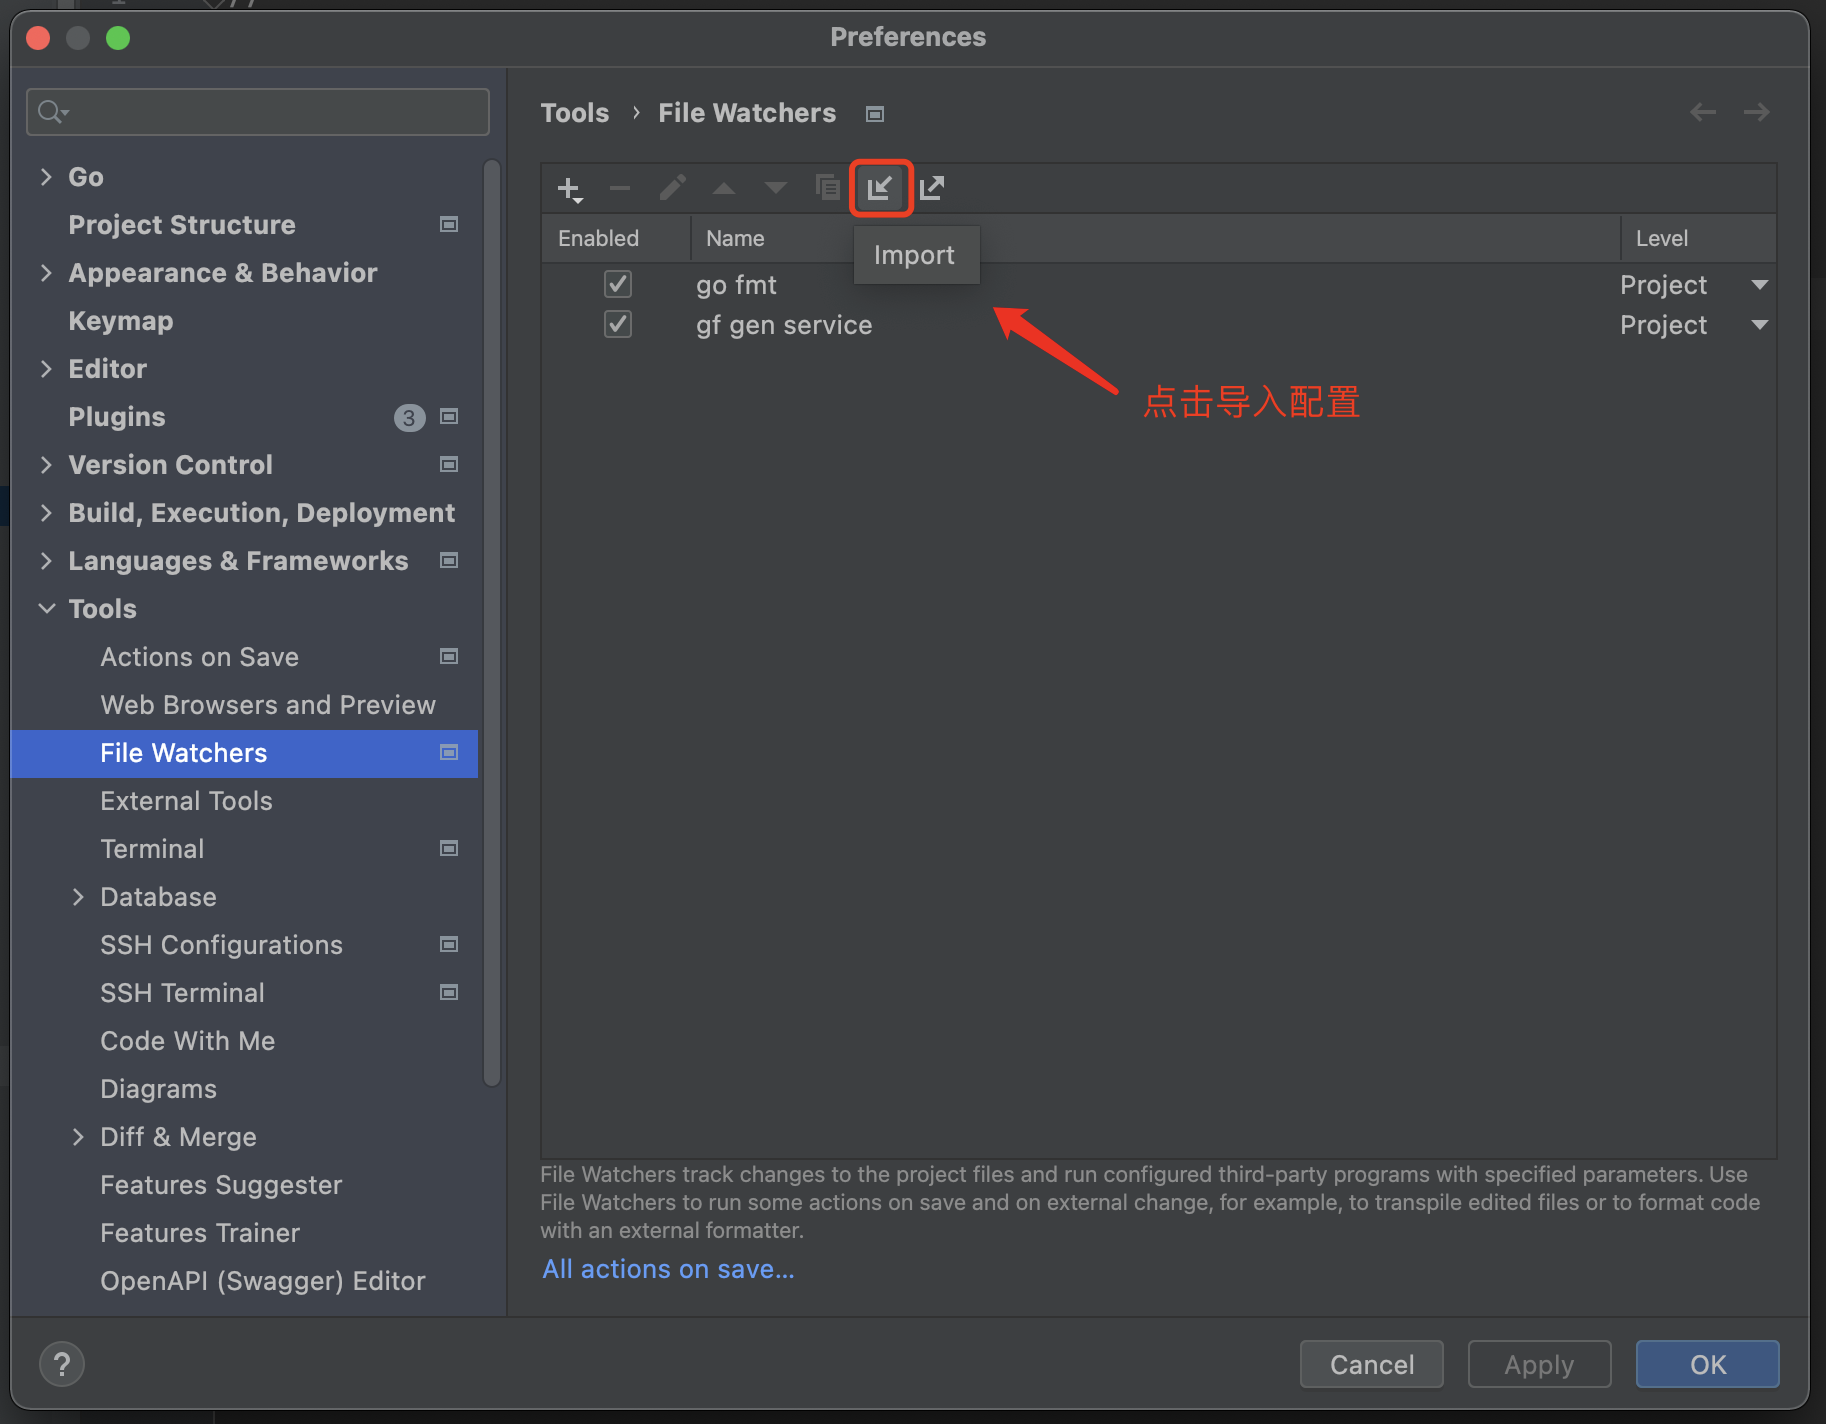 Preferences
Tools › File Watchers
Go
Project Structure
Appearance & Behavior
Keymap
Editor
Plugins 3
Version Control
Build, Execution, Deployment
Languages & Frameworks
Tools
Actions on Save
Web Browsers and Preview
File Watchers
External Tools
Terminal
Database
SSH Configurations
SSH Terminal
Code With Me
Diagrams
Diff & Merge
Features Suggester
Features Trainer
OpenAPI (Swagger) Editor
Enabled Name Level
Import
go fmt Project
gf gen service Project
点击导入配置
File Watchers track changes to the project files and run configured third-party programs with specified parameters. Use
File Watchers to run some actions on save and on external change, for example, to transpile edited files or to format code
with an external formatter.
All actions on save...
? Cancel Apply OK